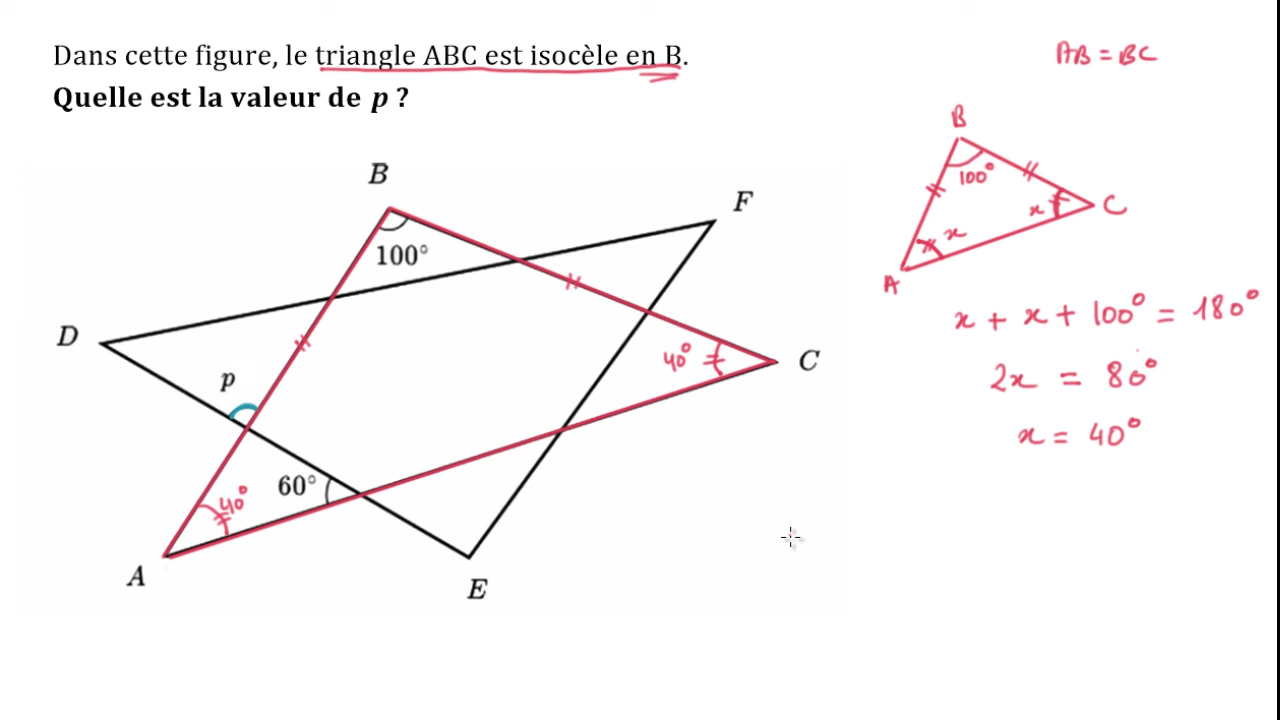 Dans cette figure, le triangle ABC est isocèle en B.
Quelle est la valeur de p ?
AB = BC
B
100°
x
C
x
A
B
F
100°
D
p
40°
C
60°
40°
A
E
x + x + 100° = 180°
2x = 80°
x = 40°